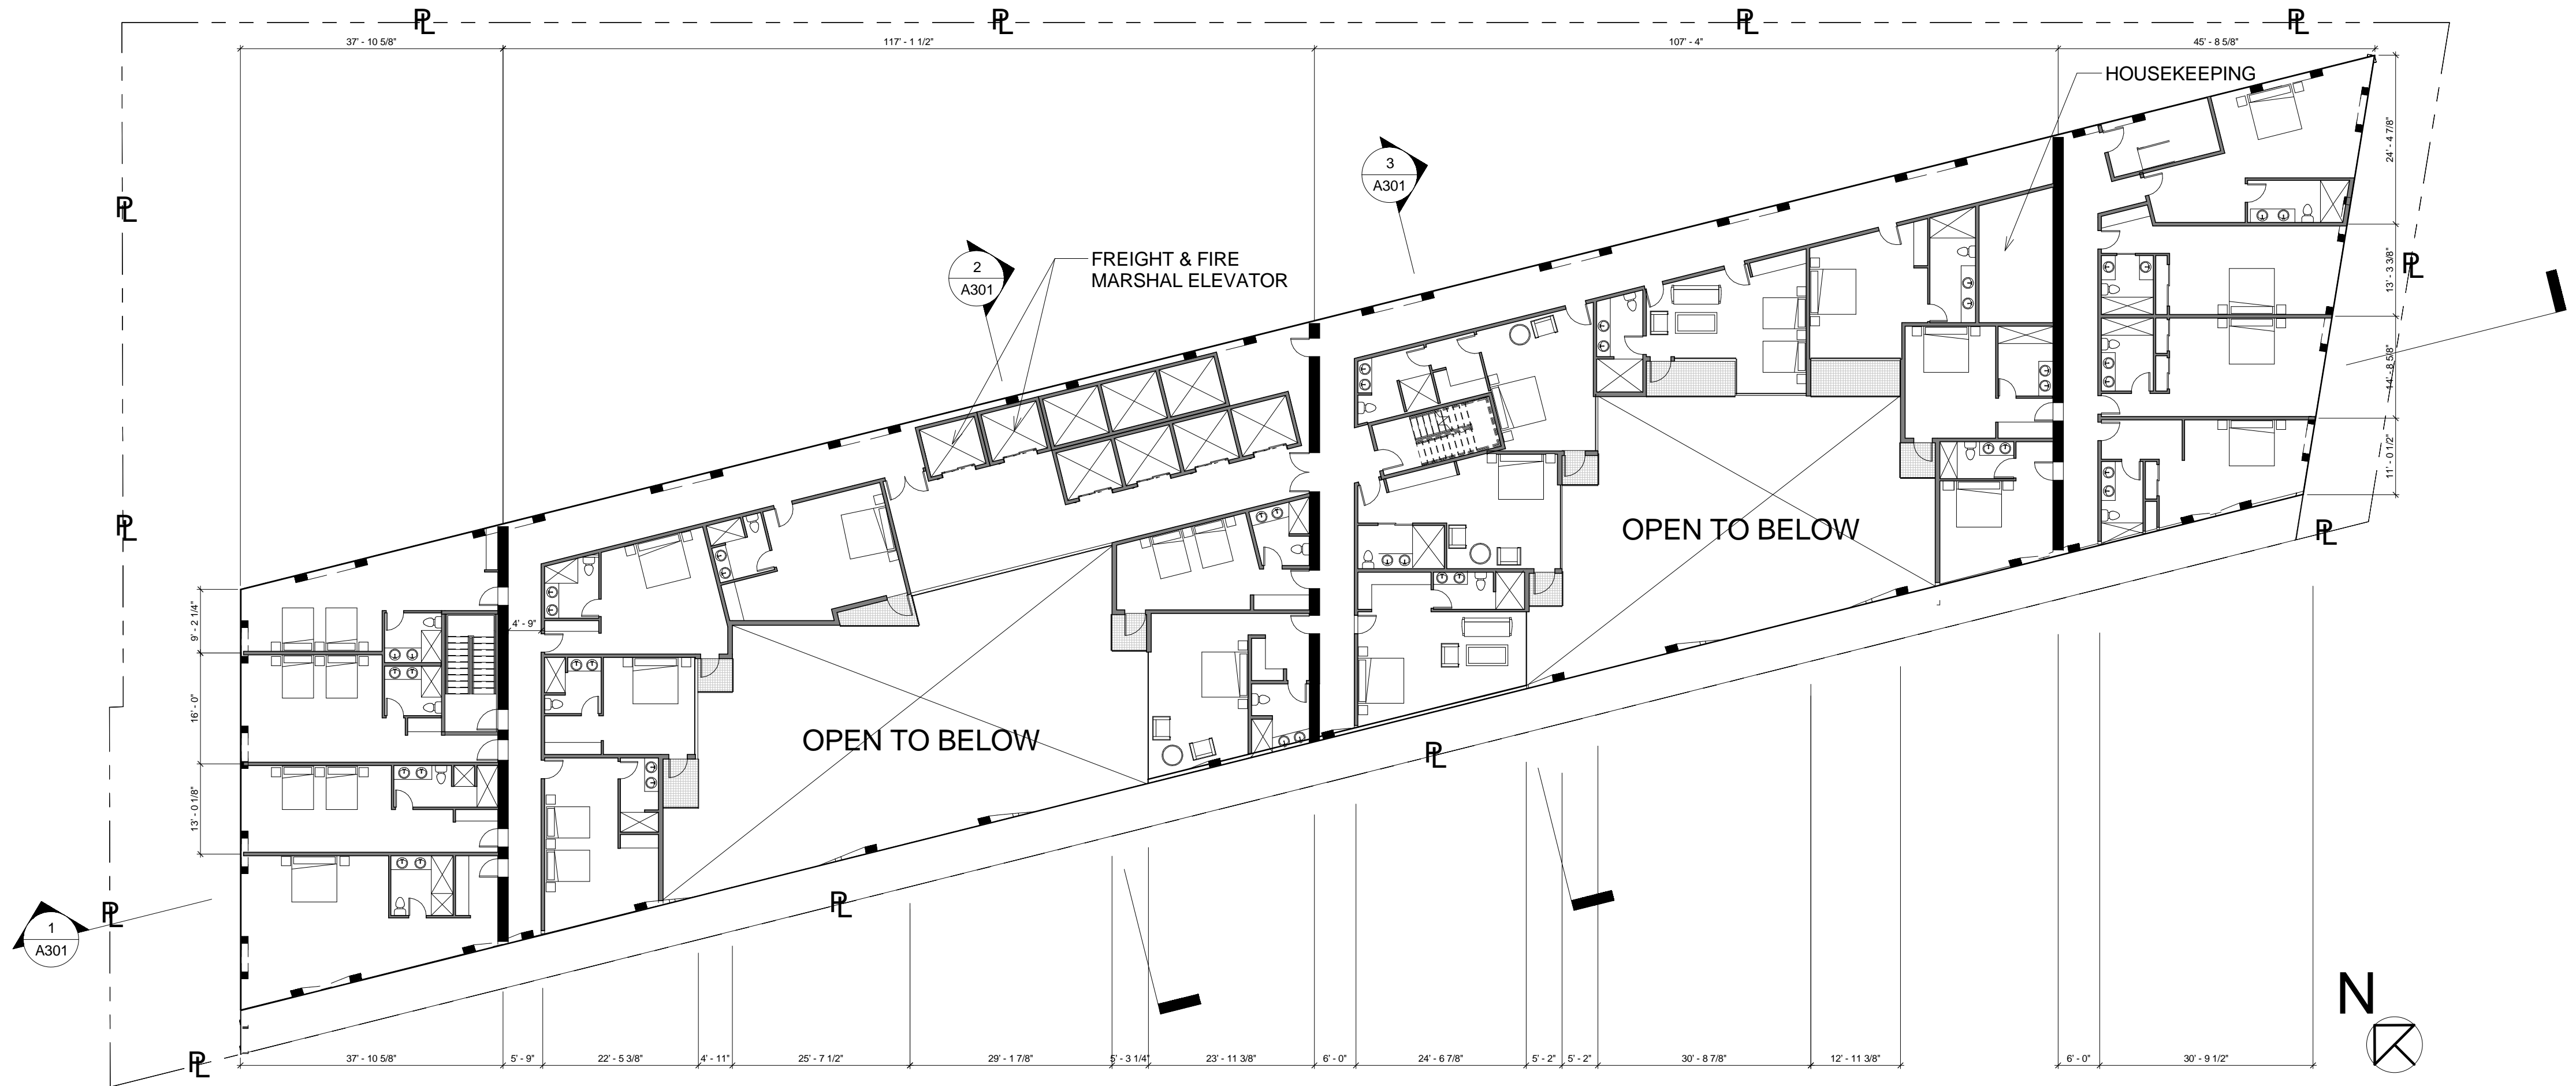 PL PL PL PL
37' - 10 5/8" 117' - 1 1/2" 107' - 4" 45' - 8 5/8"
HOUSEKEEPING
24' - 4 7/8"
3
A301
PL
FREIGHT & FIRE
MARSHAL ELEVATOR
2
A301
13' - 3 3/8"
PL
14' - 8 5/8"
11' - 0 1/2"
PL
OPEN TO BELOW
PL
9' - 2 1/4"
4' - 9"
16' - 0"
OPEN TO BELOW
PL
13' - 0 1/8"
PL
PL
1
A301
N
PL
37' - 10 5/8" 5' - 9" 22' - 5 3/8" 4' - 11" 25' - 7 1/2" 29' - 1 7/8" 5' - 3 1/4" 23' - 11 3/8" 6' - 0" 24' - 6 7/8" 5' - 2" 5' - 2" 30' - 8 7/8" 12' - 11 3/8" 6' - 0" 30' - 9 1/2"